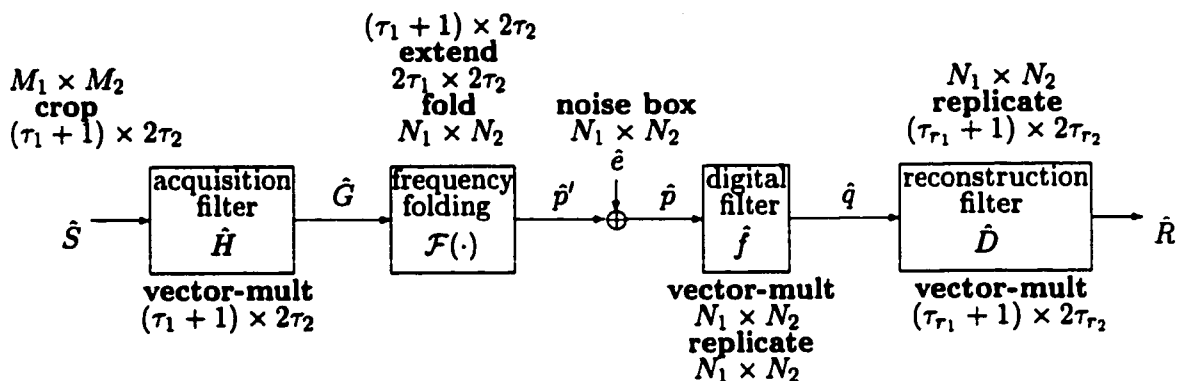 (τ₁ + 1) × 2τ₂
extend
2τ₁ × 2τ₂
fold
N₁ × N₂
M₁ × M₂
crop
(τ₁ + 1) × 2τ₂
noise box
N₁ × N₂
ê
N₁ × N₂
replicate
(τᵣ₁ + 1) × 2τᵣ₂
Ŝ
acquisition
filter
Ĥ
vector-mult
(τ₁ + 1) × 2τ₂
Ĝ
frequency
folding
ℱ(·)
p̂′
⊕
p̂
digital
filter
f̂
vector-mult
N₁ × N₂
replicate
N₁ × N₂
q̂
reconstruction
filter
D̂
vector-mult
(τᵣ₁ + 1) × 2τᵣ₂
R̂